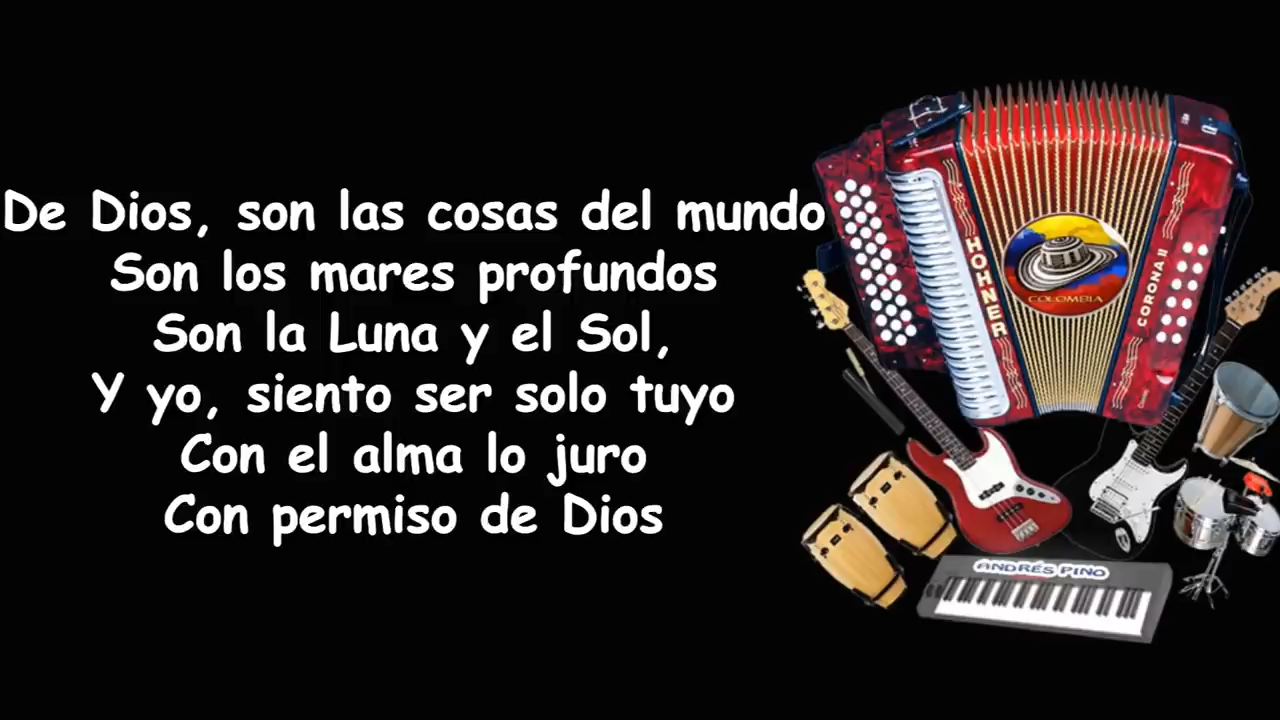 De Dios, son las cosas del mundo
Son los mares profundos
Son la Luna y el Sol,
Y yo, siento ser solo tuyo
Con el alma lo juro
Con permiso de Dios
HOHNER
COLOMBIA
CORONA II
ANDRÉS PINO